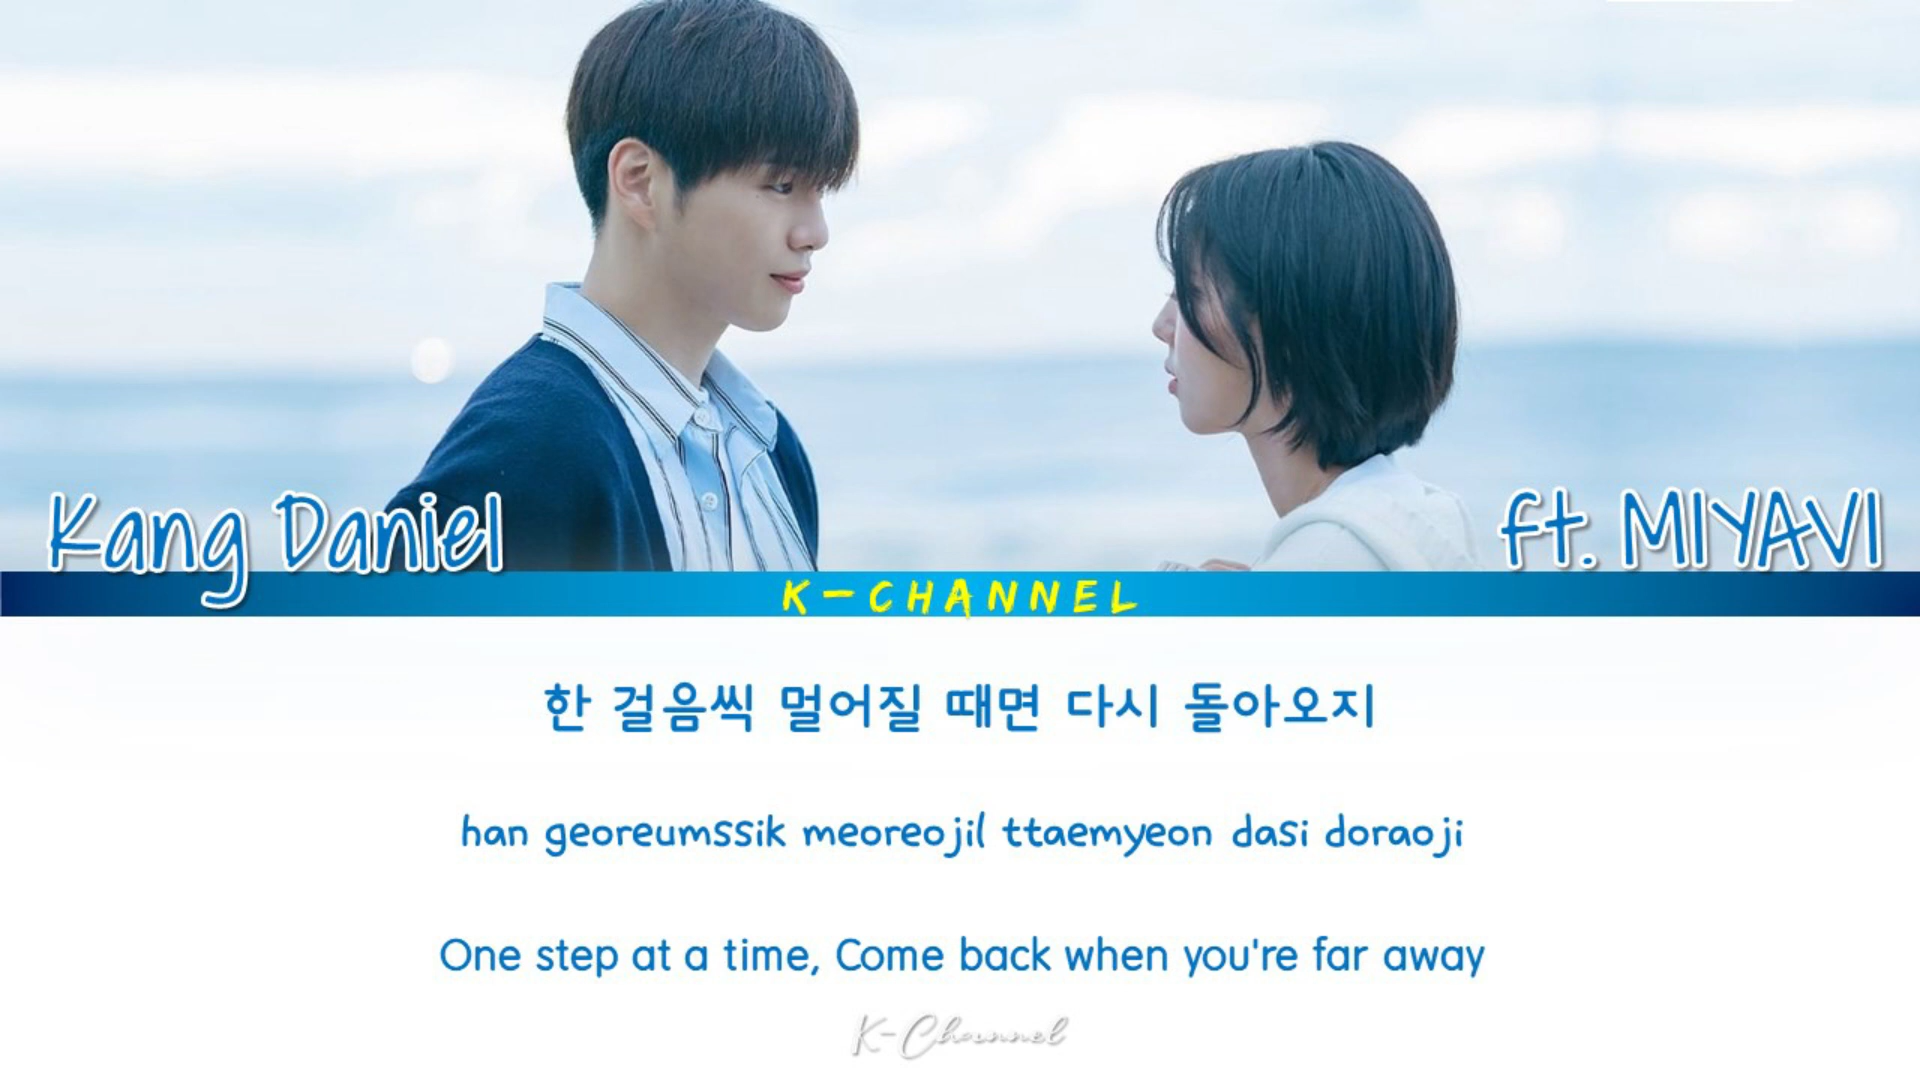 Kang Daniel
ft. MIYAVI
K-CHANNEL
한 걸음씩 멀어질 때면 다시 돌아오지
han georeumssik meoreojil ttaemyeon dasi doraoji
One step at a time, Come back when you're far away
K-Channel